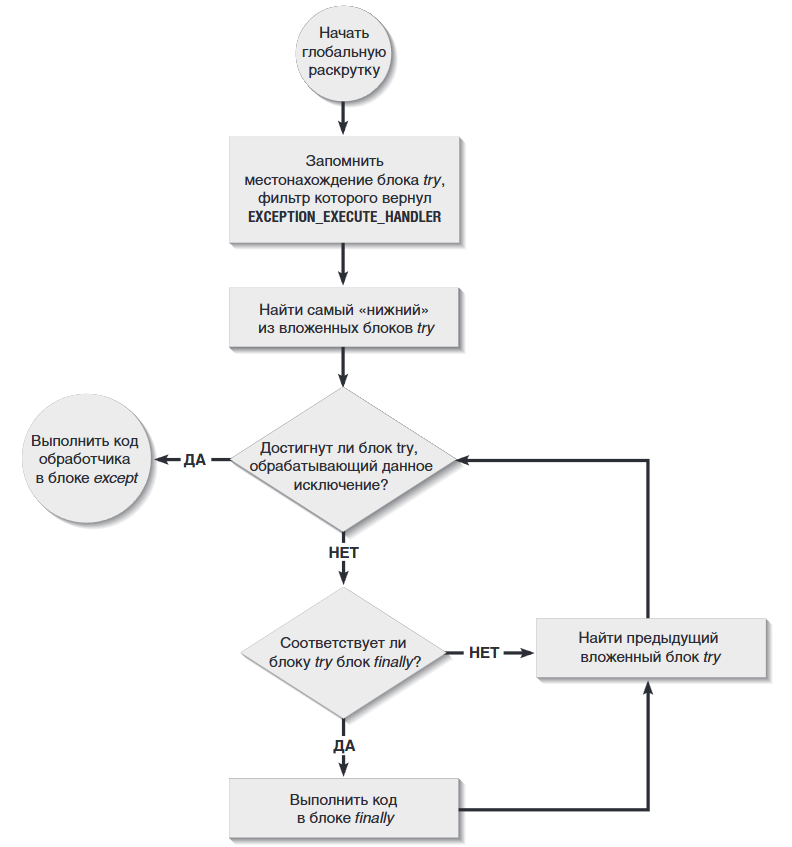 Начать
глобальную
раскрутку
Запомнить
местонахождение блока try,
фильтр которого вернул
EXCEPTION_EXECUTE_HANDLER
Найти самый «нижний»
из вложенных блоков try
Выполнить код
обработчика
в блоке except
ДА
Достигнут ли блок try,
обрабатывающий данное
исключение?
НЕТ
Соответствует ли
блоку try блок finally?
НЕТ
Найти предыдущий
вложенный блок try
ДА
Выполнить код
в блоке finally